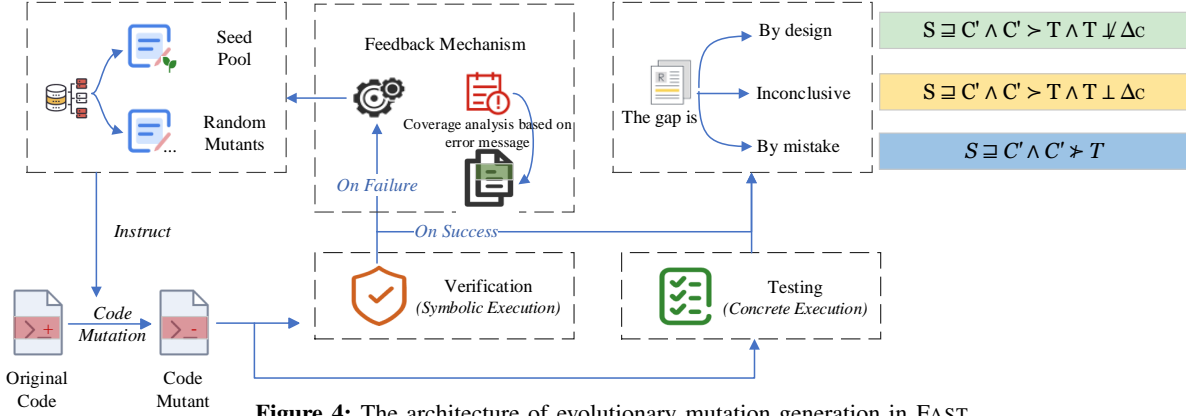 Seed
Pool
Random
Mutants
...
Feedback Mechanism
Coverage analysis based on
error message
On Failure
On Success
R
The gap is
By design
Inconclusive
By mistake
S ⊒ C' ∧ C' ≻ T ∧ T ⊥̸ Δc
S ⊒ C' ∧ C' ≻ T ∧ T ⊥ Δc
S ⊒ C' ∧ C' ⊁ T
Instruct
Code
Mutation
>_+
>_-
Original
Code
Code
Mutant
Verification
(Symbolic Execution)
Testing
(Concrete Execution)
Figure 4: The architecture of evolutionary mutation generation in FAST